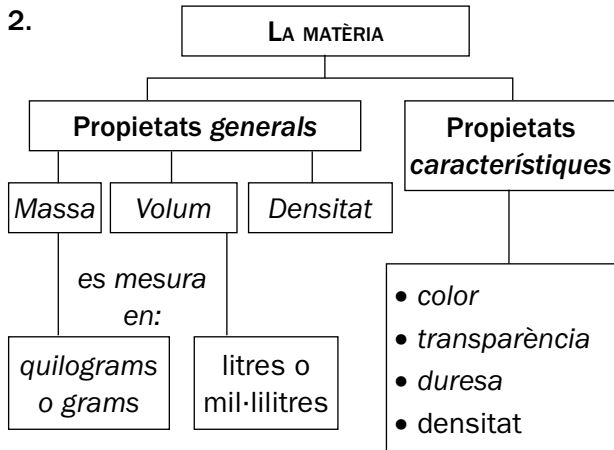 2.
LA MATÈRIA
Propietats generals
Propietats
característiques
Massa
Volum
Densitat
es mesura
en:
quilograms
o grams
litres o
mil·lilitres
• color
• transparència
• duresa
• densitat